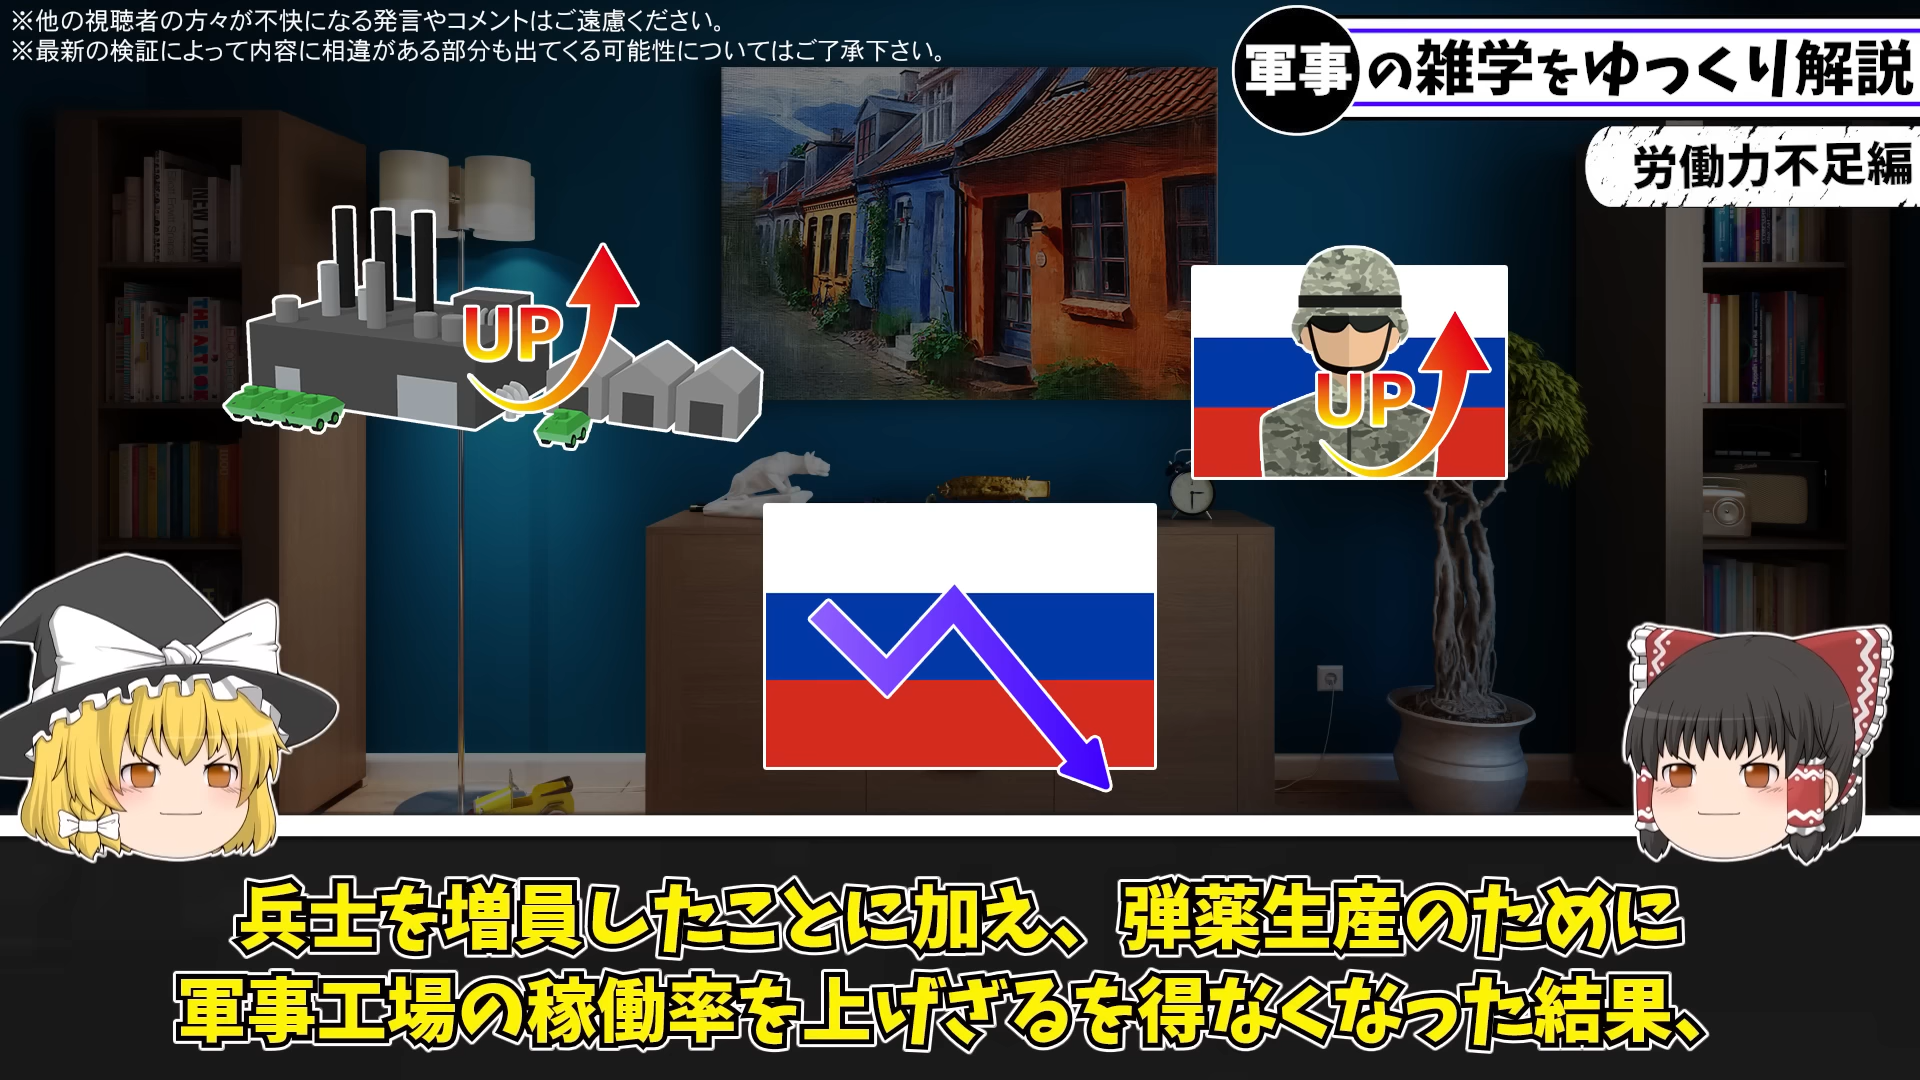 ※他の視聴者の方々が不快になる発言やコメントはご遠慮ください。
※最新の検証によって内容に相違がある部分も出てくる可能性についてはご了承下さい。
軍事の雑学をゆっくり解説
労働力不足編
UP
UP
兵士を増員したことに加え、弾薬生産のために
軍事工場の稼働率を上げざるを得なくなった結果、